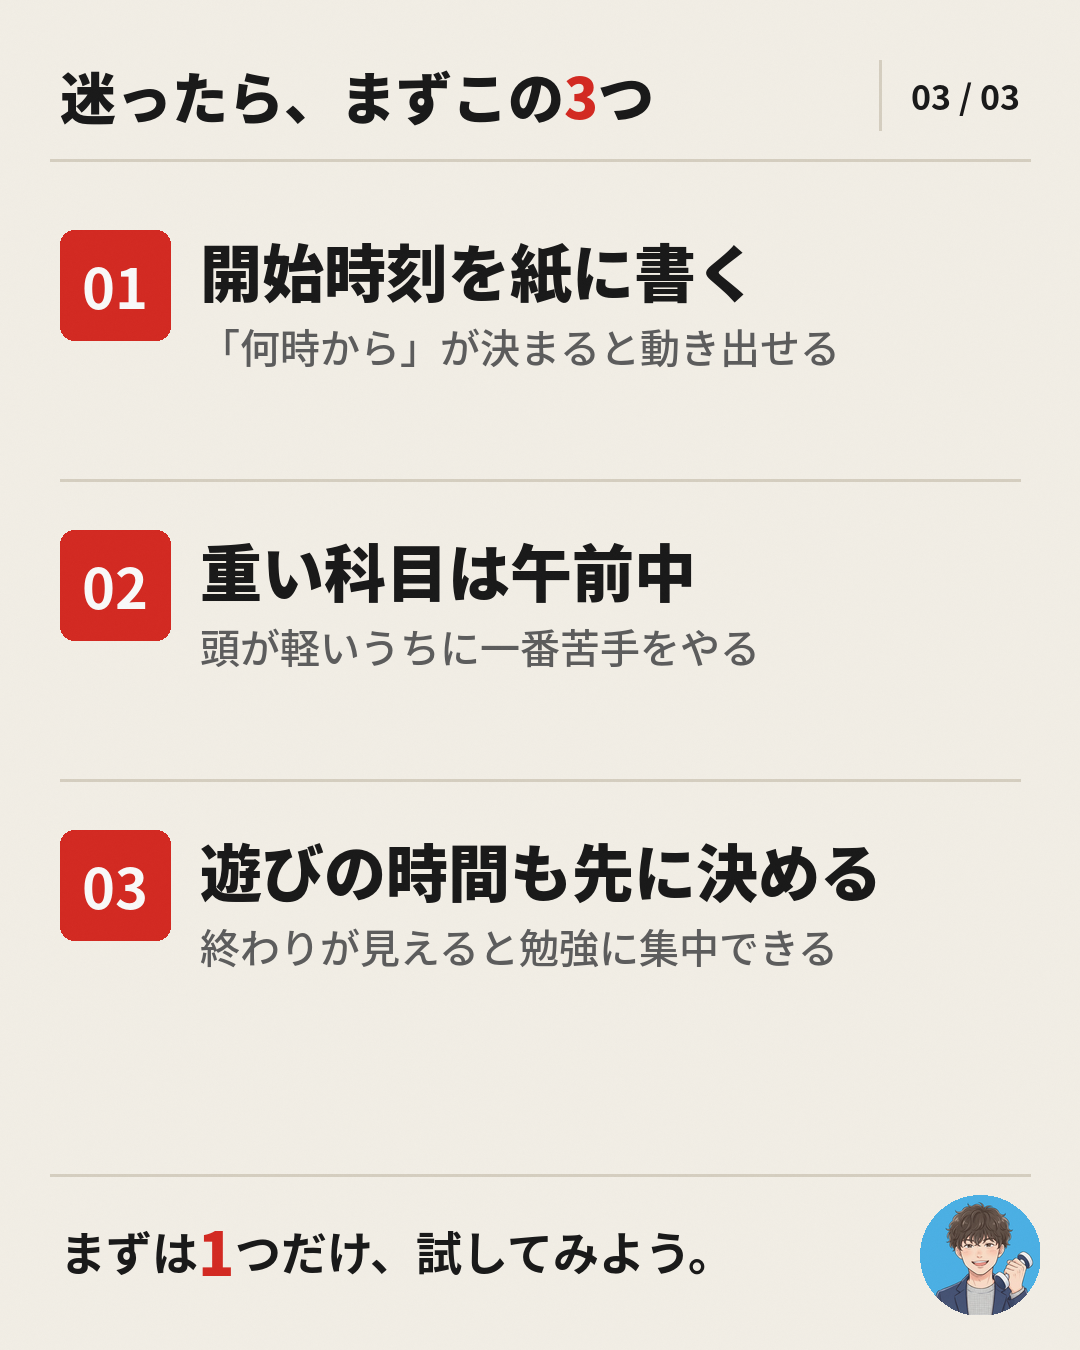 迷ったら、まずこの3つ
03 / 03
01
開始時刻を紙に書く
「何時から」が決まると動き出せる
02
重い科目は午前中
頭が軽いうちに一番苦手をやる
03
遊びの時間も先に決める
終わりが見えると勉強に集中できる
まずは1つだけ、試してみよう。